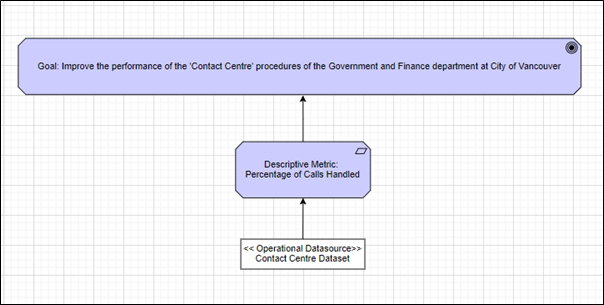 Goal: Improve the performance of the 'Contact Centre' procedures of the Government and Finance department at City of Vancouver
Descriptive Metric:
Percentage of Calls Handled
<< Operational Datasource>>
Contact Centre Dataset